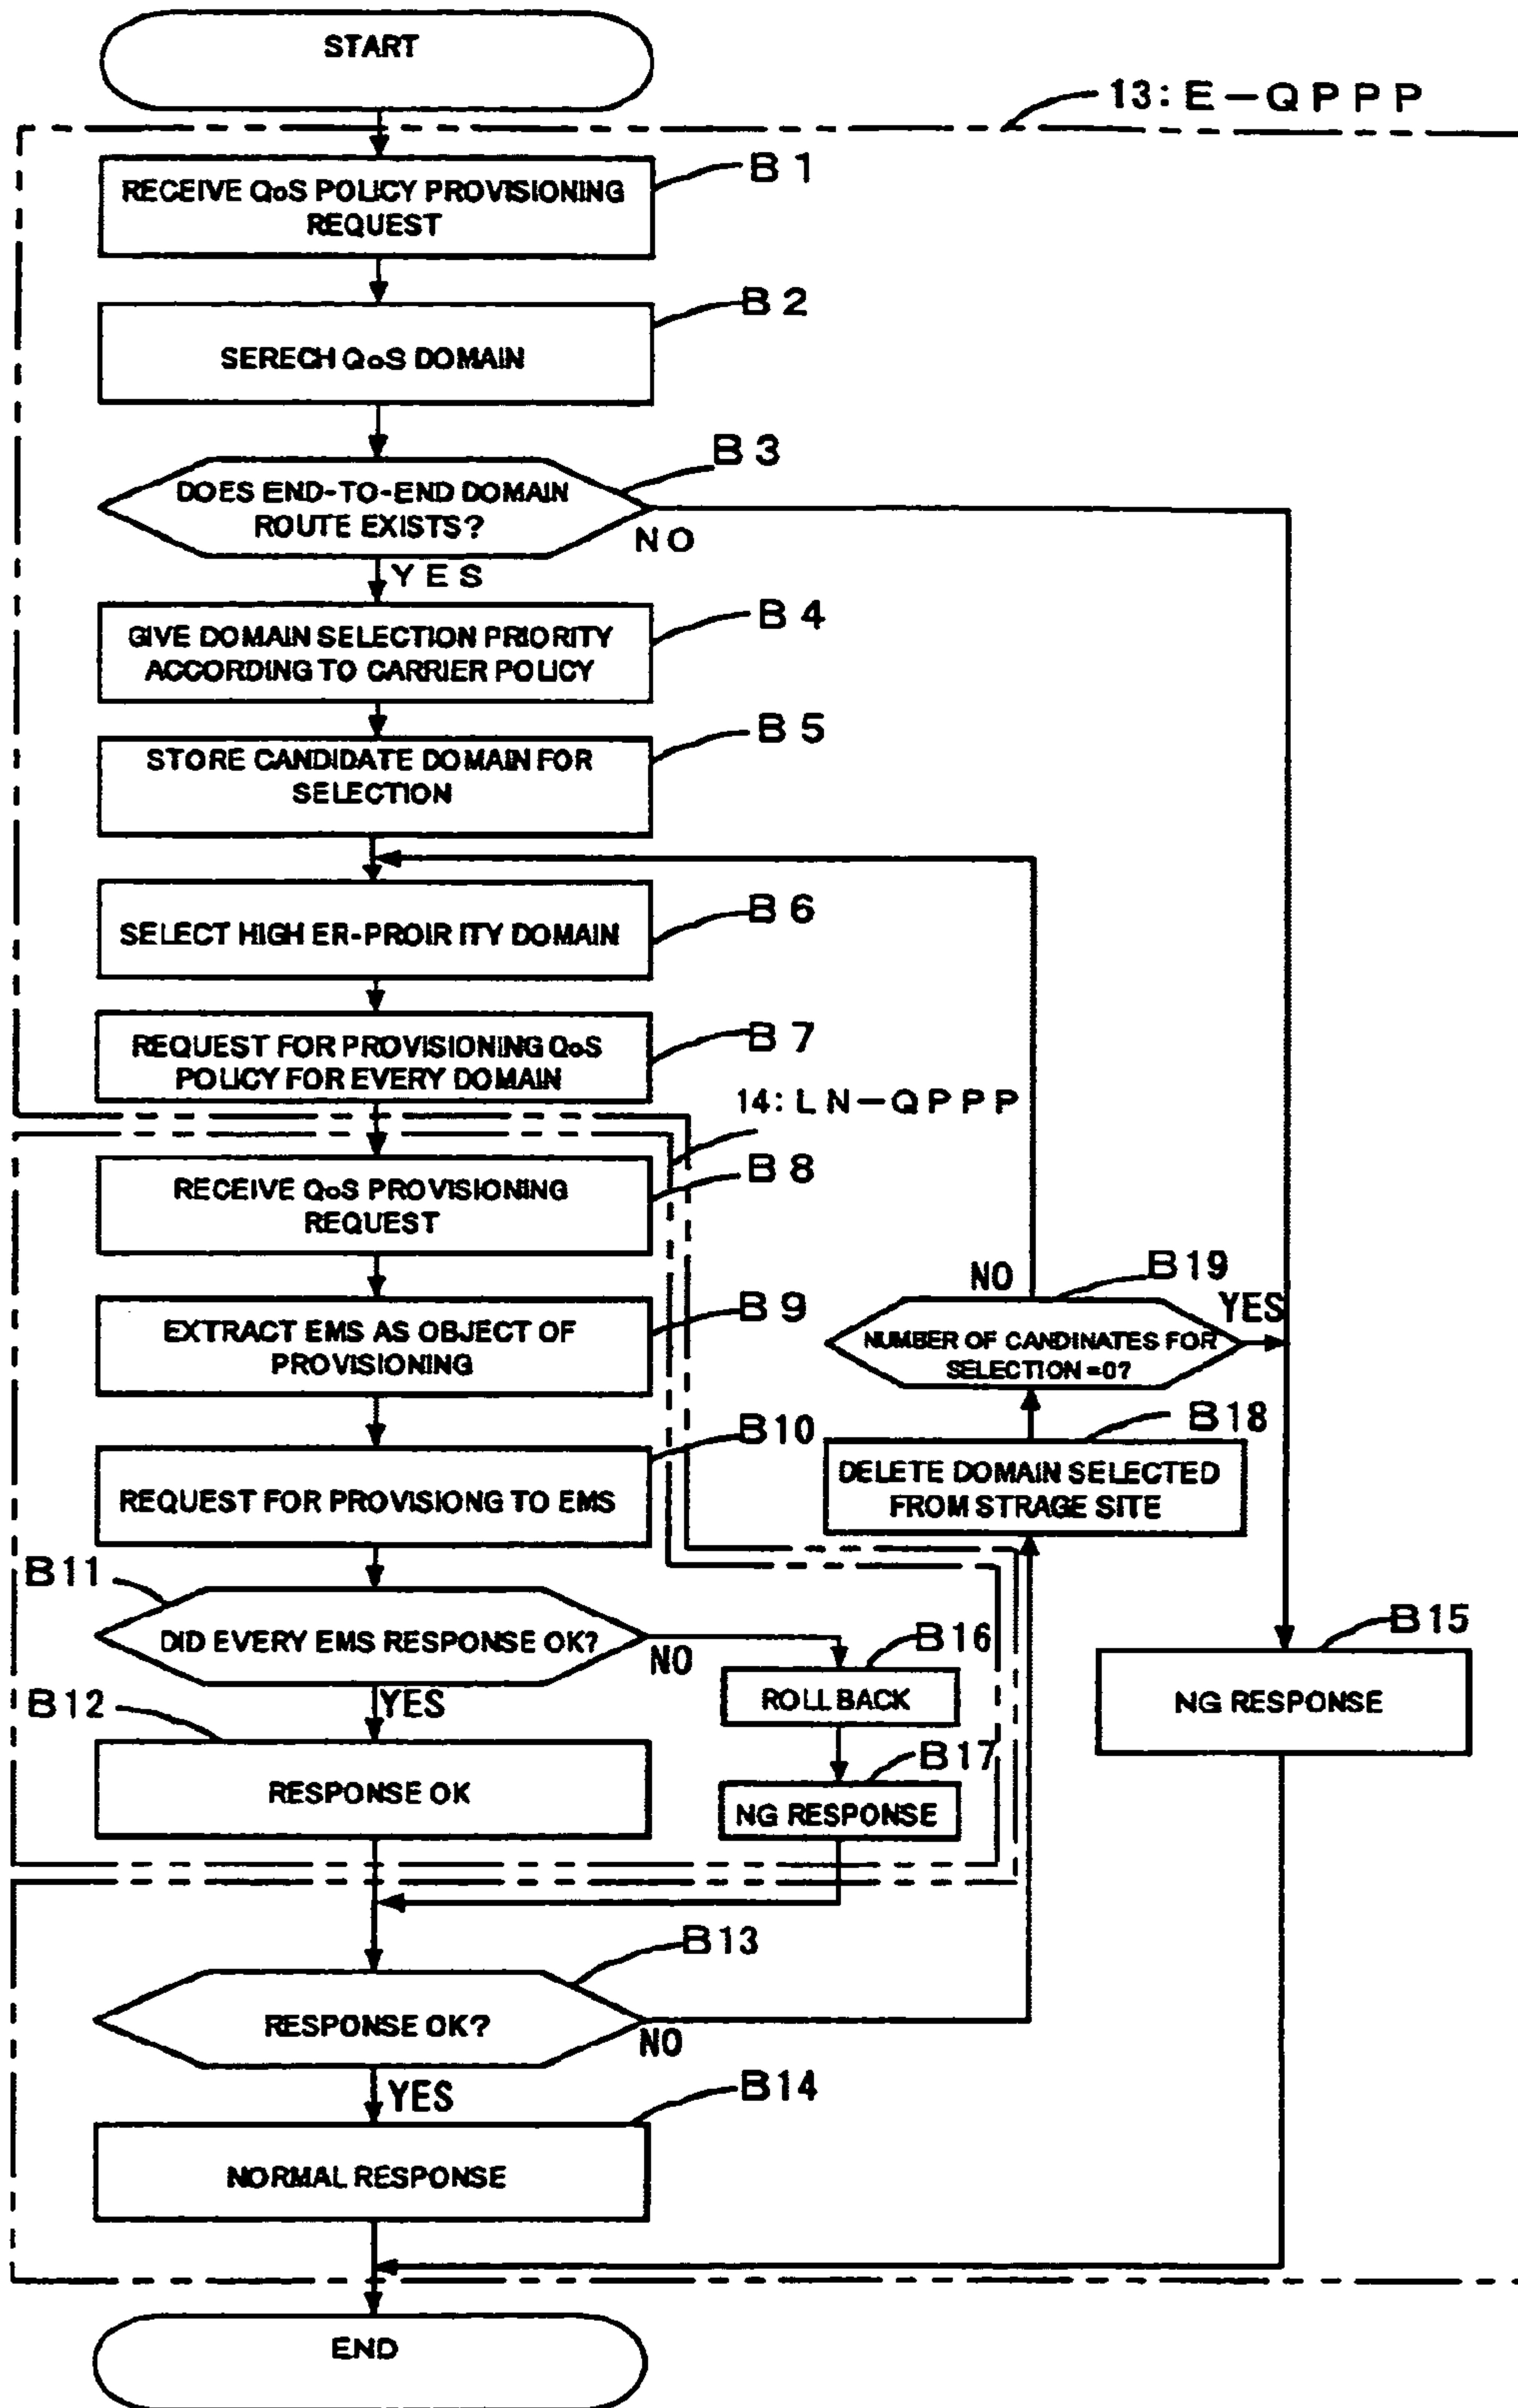 START
13: E-QPPP
B1
RECEIVE QoS POLICY PROVISIONING
REQUEST
B2
SERECH QoS DOMAIN
B3
DOES END-TO-END DOMAIN
ROUTE EXISTS?
NO
YES
B4
GIVE DOMAIN SELECTION PRIORITY
ACCORDING TO CARRIER POLICY
B5
STORE CANDIDATE DOMAIN FOR
SELECTION
B6
SELECT HIGH ER-PROIR ITY DOMAIN
B7
REQUEST FOR PROVISIONING QoS
POLICY FOR EVERY DOMAIN
14: LN-QPPP
B8
RECEIVE QoS PROVISIONING
REQUEST
B9
EXTRACT EMS AS OBJECT OF
PROVISIONING
B10
REQUEST FOR PROVISIONG TO EMS
B11
DID EVERY EMS RESPONSE OK?
NO
YES
B12
RESPONSE OK
B16
ROLL BACK
B17
NG RESPONSE
B19
NO
YES
NUMBER OF CANDINATES FOR
SELECTION =0?
B18
DELETE DOMAIN SELECTED
FROM STRAGE SITE
B15
NG RESPONSE
B13
RESPONSE OK?
NO
YES
B14
NORMAL RESPONSE
END